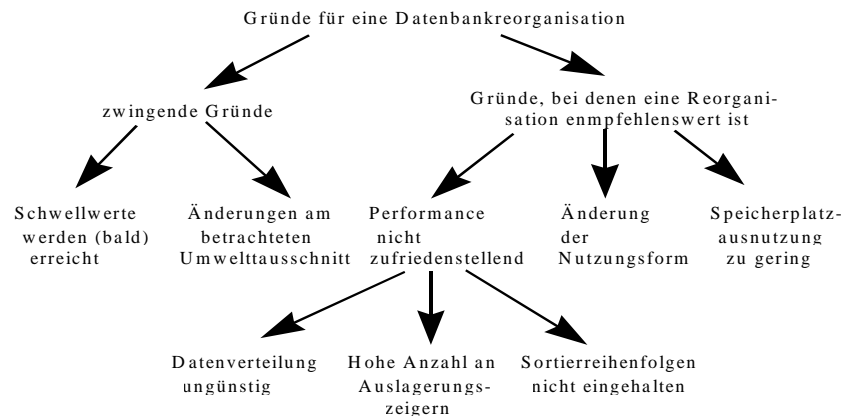 Gründe für eine Datenbankreorganisation
zwingende Gründe
Gründe, bei denen eine Reorgani-
sation enmpfehlenswert ist
Schwellwerte
werden (bald)
erreicht
Änderungen am
betrachteten
Umwelttausschnitt
Performance
nicht
zufriedenstellend
Änderung
der
Nutzungsform
Speicherplatz-
ausnutzung
zu gering
Datenverteilung
ungünstig
Hohe Anzahl an
Auslagerungs-
zeigern
Sortierreihenfolgen
nicht eingehalten